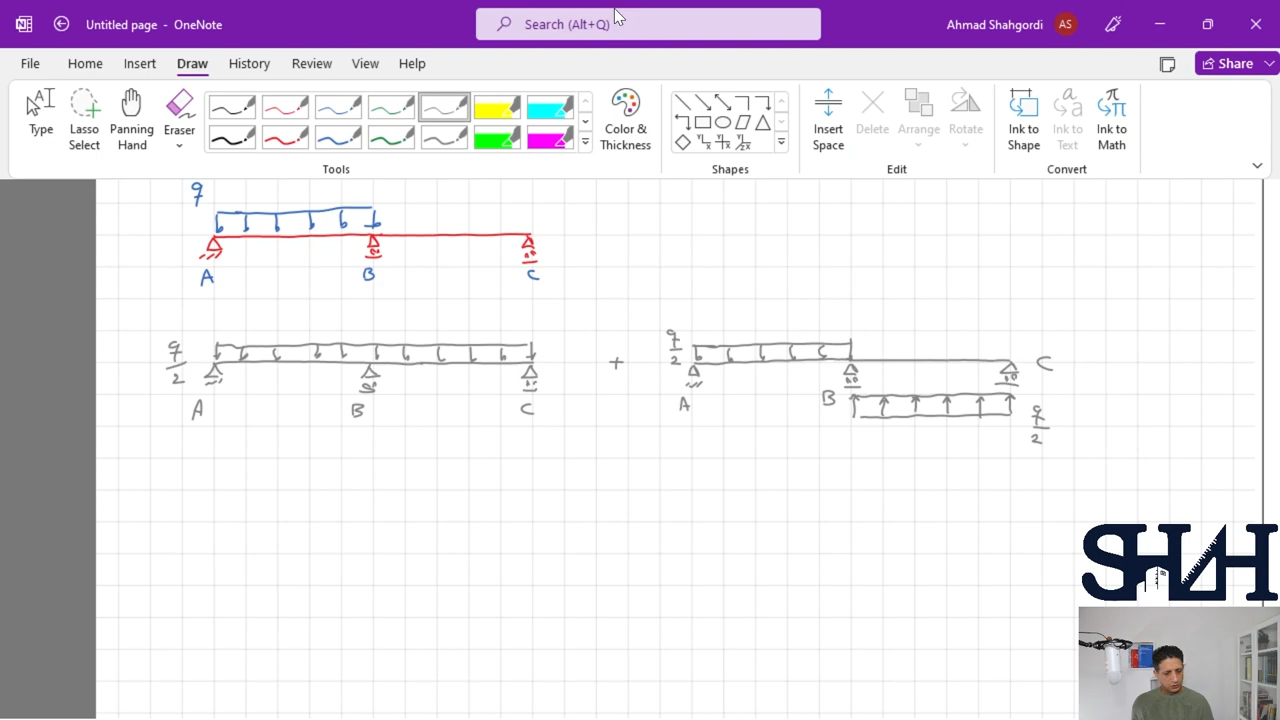 Untitled page - OneNote
Search (Alt+Q)
Ahmad Shahgordi
AS
File Home Insert Draw History Review View Help
Share
Type
Lasso Select
Panning Hand
Eraser
Color & Thickness
Insert Space
Delete
Arrange
Rotate
Ink to Shape
Ink to Text
Ink to Math
Tools
Shapes
Edit
Convert
q
A B C
q/2
A B C
+
q/2
A B C
q/2
SHAH